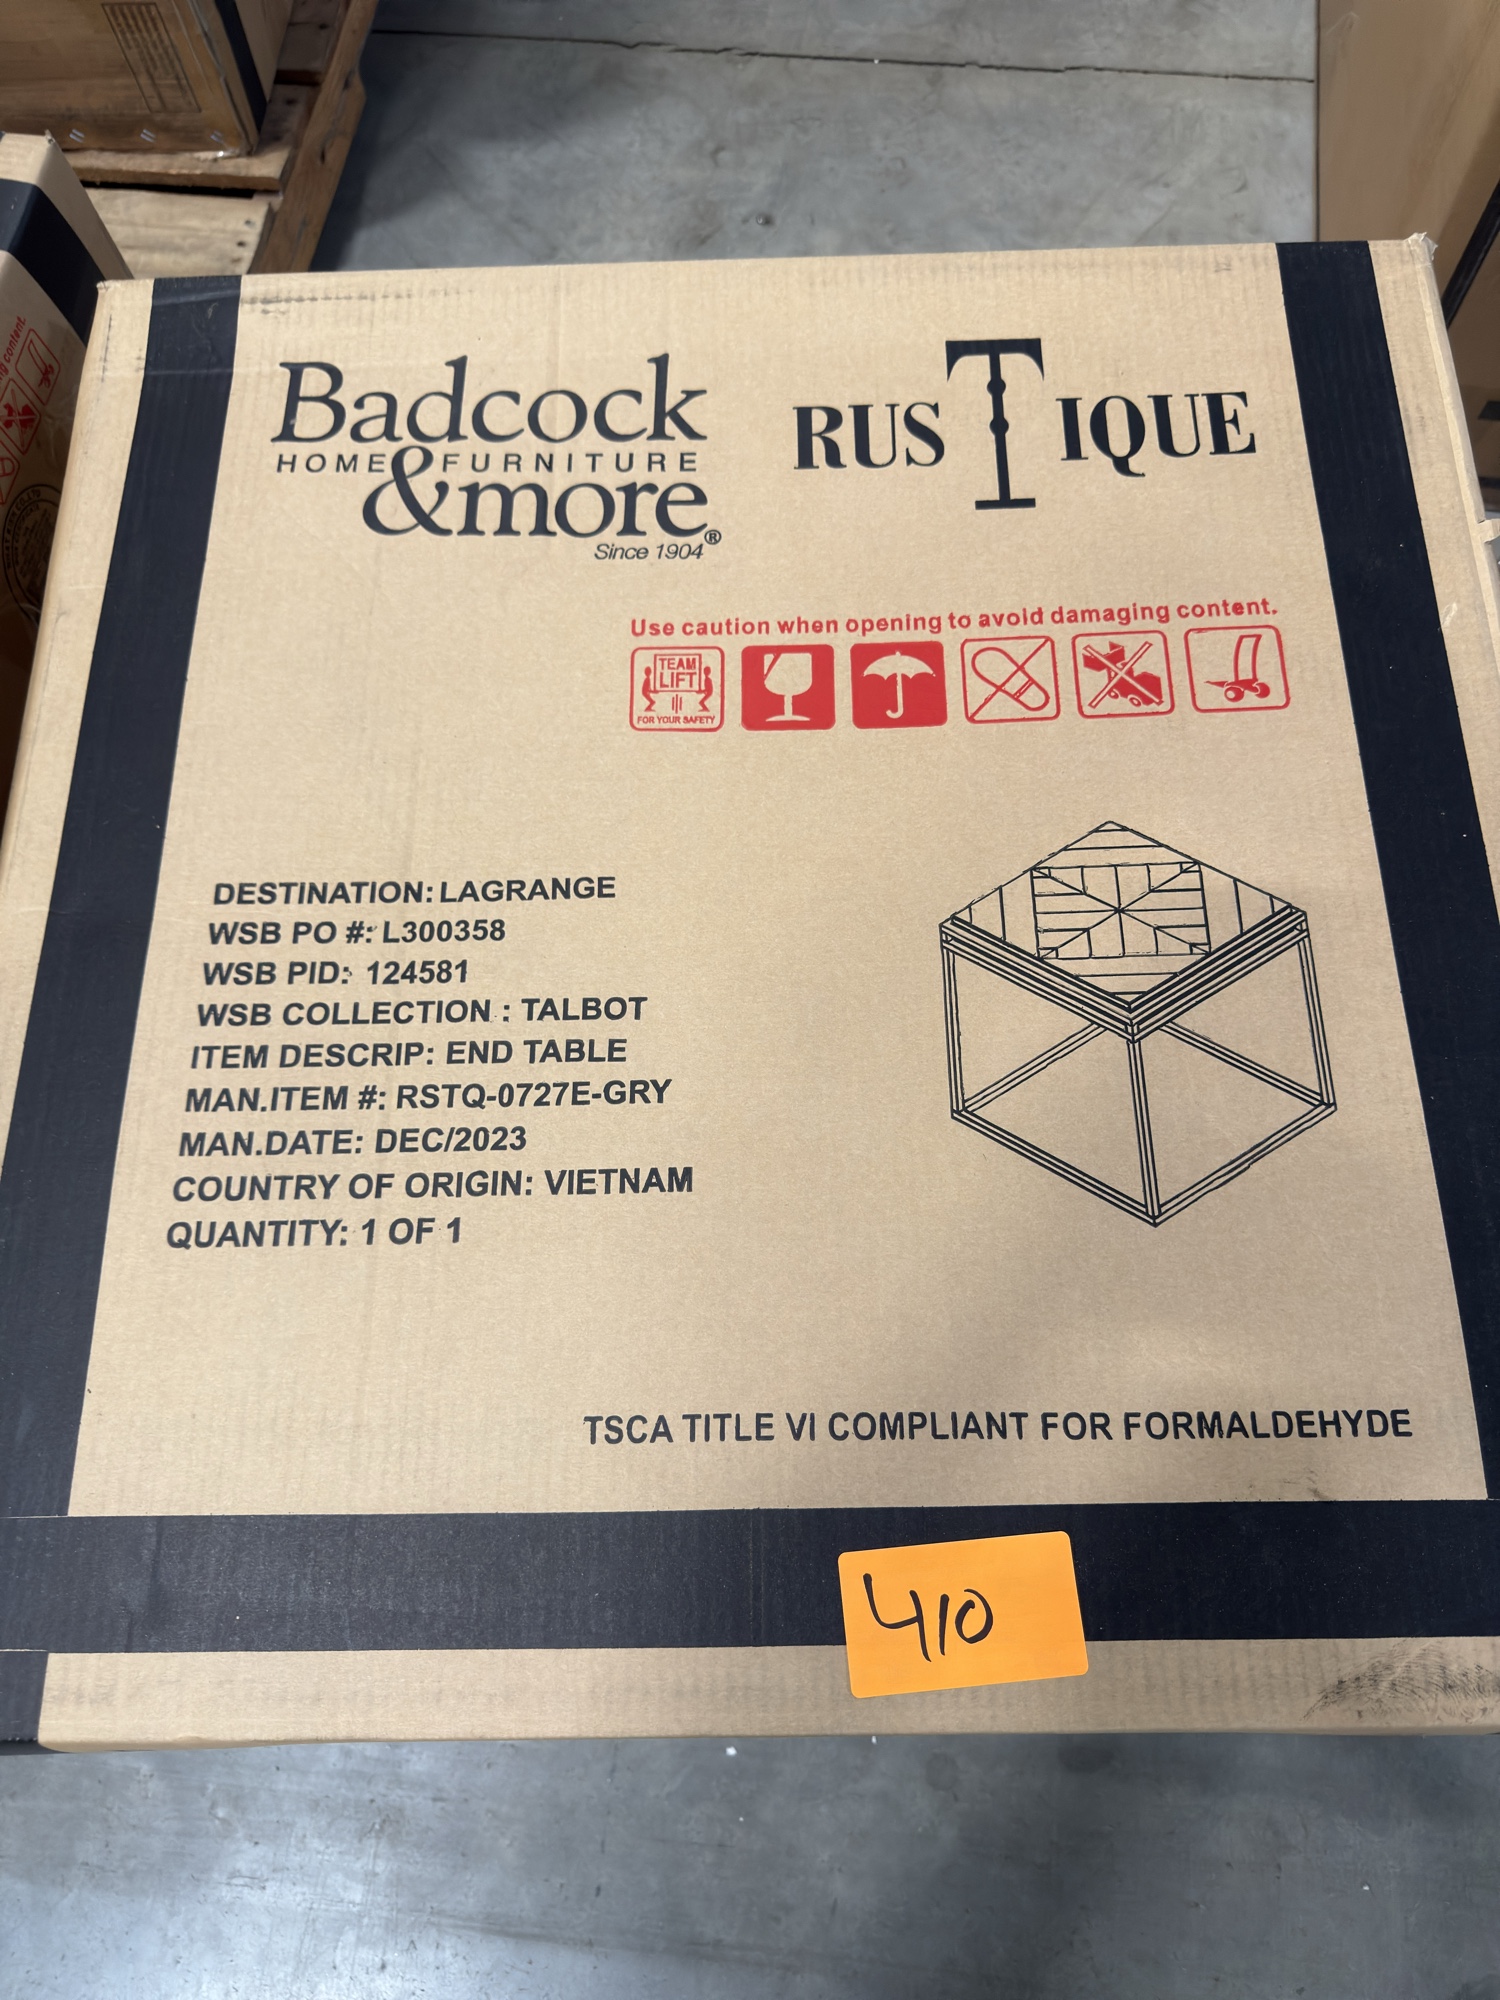 Badcock
HOME FURNITURE
&more®
Since 1904
RUSTIQUE
Use caution when opening to avoid damaging content.
TEAM
LIFT
FOR YOUR SAFETY
DESTINATION: LAGRANGE
WSB PO #: L300358
WSB PID: 124581
WSB COLLECTION : TALBOT
ITEM DESCRIP: END TABLE
MAN.ITEM #: RSTQ-0727E-GRY
MAN.DATE: DEC/2023
COUNTRY OF ORIGIN: VIETNAM
QUANTITY: 1 OF 1
TSCA TITLE VI COMPLIANT FOR FORMALDEHYDE
410
content.